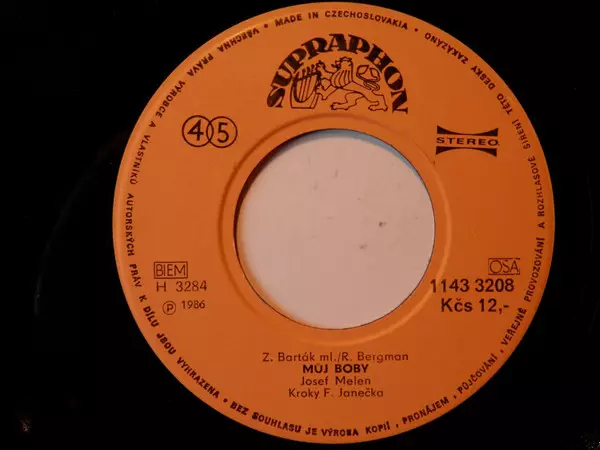 VŠECHNA PRÁVA VÝROBCE A VLASTNÍKŮ AUTORSKÝCH PRÁV K DÍLU JSOU VYHRAZENA • BEZ SOUHLASU JE VÝROBA KOPIÍ, PRONÁJEM, PŮJČOVÁNÍ, VEŘEJNÉ PROVOZOVÁNÍ A ROZHLASOVÉ ŠÍŘENÍ TÉTO DESKY ZAKÁZÁNO • MADE IN CZECHOSLOVAKIA •
SUPRAPHON
45
STEREO
BIEM
H 3284
℗ 1986
OSA
1143 3208
Kčs 12,-
Z. Barták ml./R. Bergman
MŮJ BOBY
Josef Melen
Kroky F. Janečka